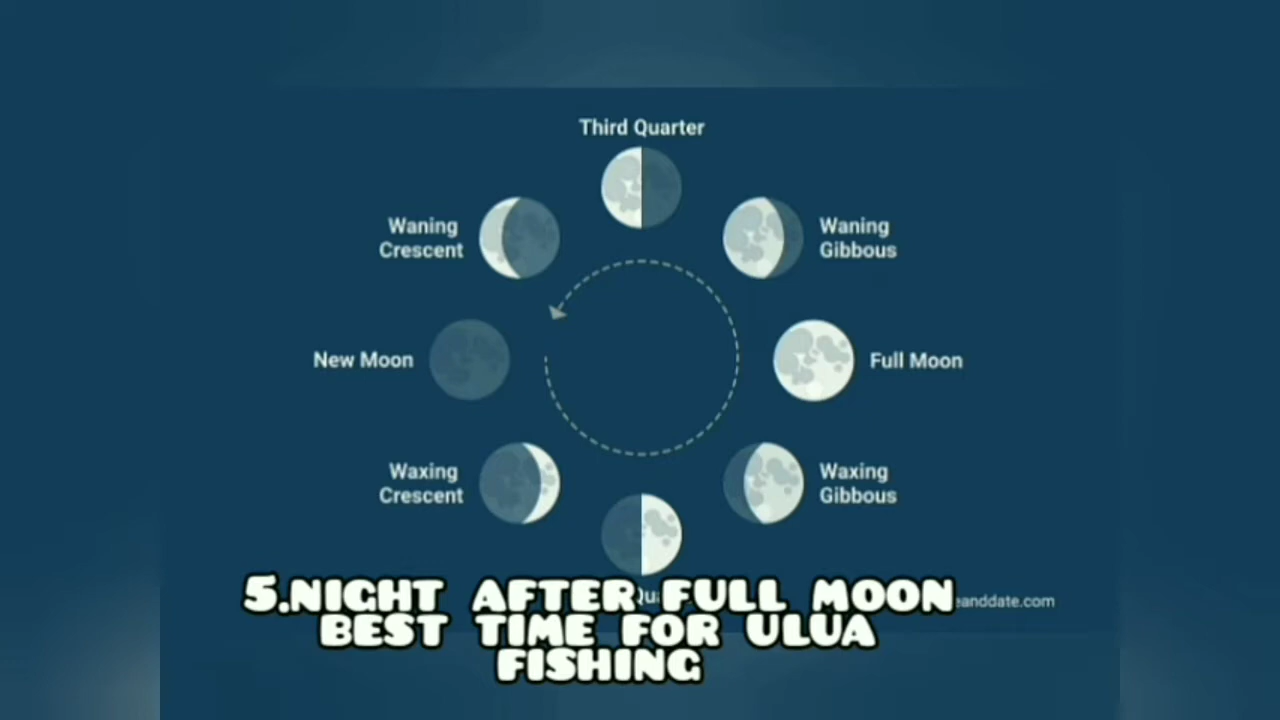 Third Quarter
Waning
Crescent
Waning
Gibbous
New Moon
Full Moon
Waxing
Crescent
Waxing
Gibbous
5.NIGHT AFTER FULL MOON
BEST TIME FOR ULUA
FISHING